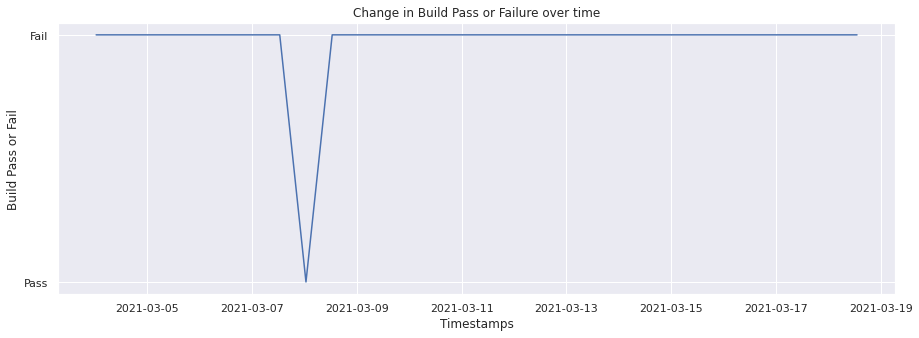 Change in Build Pass or Failure over time
Fail
Build Pass or Fail
Pass
2021-03-05 2021-03-07 2021-03-09 2021-03-11 2021-03-13 2021-03-15 2021-03-17 2021-03-19
Timestamps